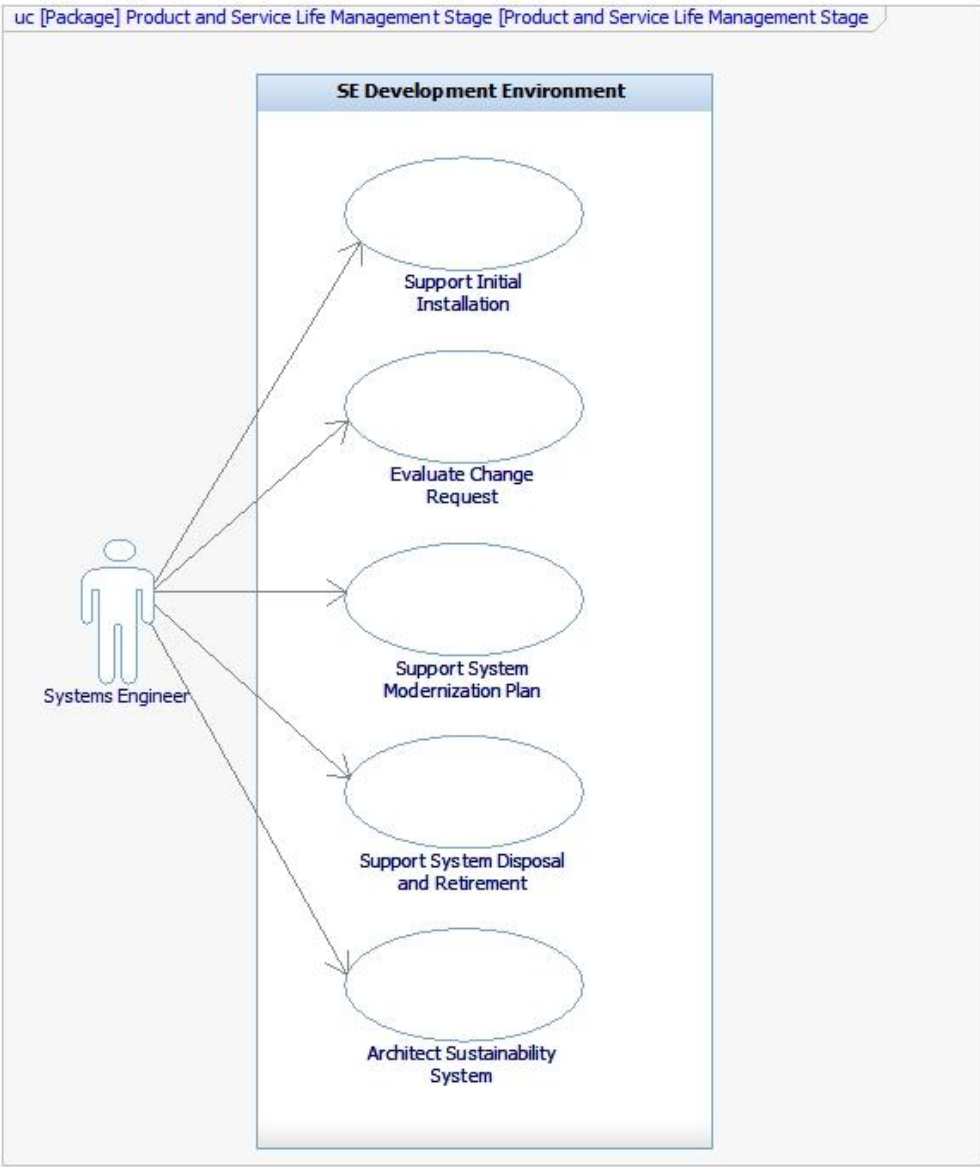 uc [Package] Product and Service Life Management Stage [Product and Service Life Management Stage
SE Development Environment
Support Initial
Installation
Evaluate Change
Request
Support System
Modernization Plan
Systems Engineer
Support System Disposal
and Retirement
Architect Sustainability
System